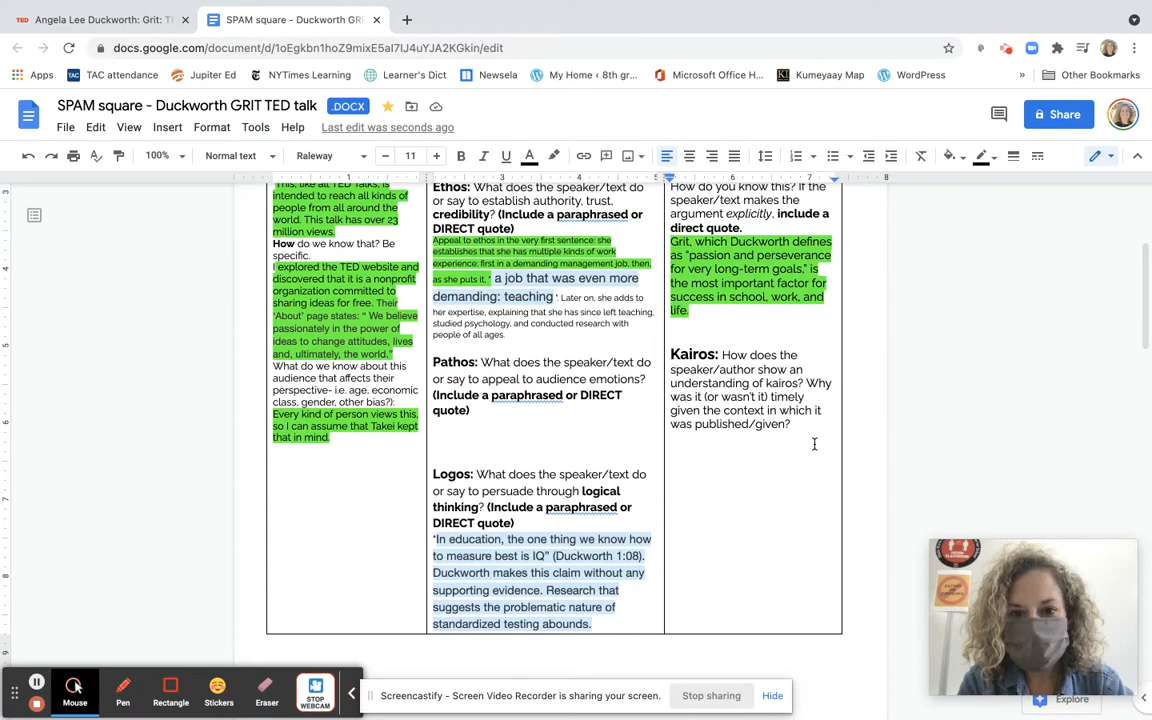 Angela Lee Duckworth: Grit: T
SPAM square - Duckworth GRI
docs.google.com/document/d/1oEgkbn1hoZ9mixE5al7IJ4uYJA2KGkin/edit
Apps
TAC attendance
Jupiter Ed
NYTimes Learning
Learner's Dict
Newsela
My Home ‹ 8th gr...
Microsoft Office H...
Kumeyaay Map
WordPress
»
Other Bookmarks
SPAM square - Duckworth GRIT TED talk
.DOCX
Share
File Edit View Insert Format Tools Help
Last edit was seconds ago
100%
Normal text
Raleway
11
1 2 3 4 5 6 7 8
This, like all TED Talks, is
intended to reach all kinds of
people from all around the
world. This talk has over 23
million views.
How do we know that? Be
specific.
I explored the TED website and
discovered that it is a nonprofit
organization committed to
sharing ideas for free. Their
'About' page states: " We believe
passionately in the power of
ideas to change attitudes, lives
and, ultimately, the world."
What do we know about this
audience that affects their
perspective- i.e. age, economic
class, gender, other bias?):
Every kind of person views this,
so I can assume that Takei kept
that in mind.
Ethos: What does the speaker/text do
or say to establish authority, trust,
credibility? (Include a paraphrased or
DIRECT quote)
Appeal to ethos in the very first sentence: she
establishes that she has multiple kinds of work
experience: first in a demanding management job, then,
as she puts it, " a job that was even more
demanding: teaching ". Later on, she adds to
her expertise, explaining that she has since left teaching,
studied psychology, and conducted research with
people of all ages.
Pathos: What does the speaker/text do
or say to appeal to audience emotions?
(Include a paraphrased or DIRECT
quote)
Logos: What does the speaker/text do
or say to persuade through logical
thinking? (Include a paraphrased or
DIRECT quote)
"In education, the one thing we know how
to measure best is IQ" (Duckworth 1:08).
Duckworth makes this claim without any
supporting evidence. Research that
suggests the problematic nature of
standardized testing abounds.
How do you know this? If the
speaker/text makes the
argument explicitly, include a
direct quote.
Grit, which Duckworth defines
as "passion and perseverance
for very long-term goals," is
the most important factor for
success in school, work, and
life.
Kairos: How does the
speaker/author show an
understanding of kairos? Why
was it (or wasn't it) timely
given the context in which it
was published/given?
Mouse
Pen
Rectangle
Stickers
Eraser
STOP
WEBCAM
Screencastify - Screen Video Recorder is sharing your screen.
Stop sharing
Hide
Explore